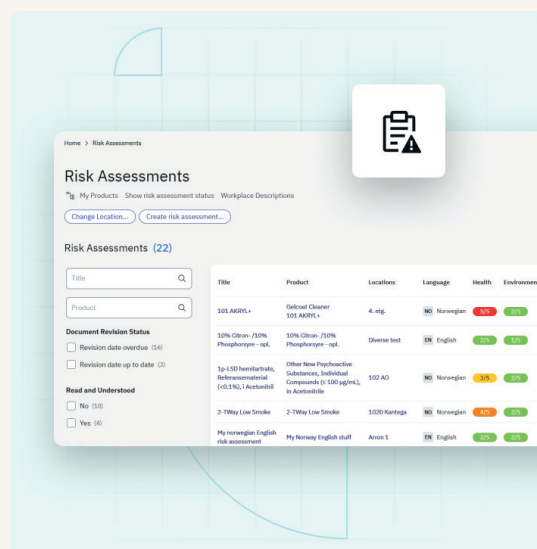 Home > Risk Assessments
Risk Assessments
My Products Show risk assessment status Workplace Descriptions
Change Location... Create risk assessment...
Risk Assessments (22)
Title
Product
Document Revision Status
Revision date overdue (16)
Revision date up to date (3)
Read and Understood
No (18)
Yes (4)
Title Product Locations Language Health Environmen
101 AKRYL+ Gelcoat Cleaner 4. etg. NO Norwegian 5/5 2/5
101 AKRYL+
10% Citron- /10% 10% Citron- /10% Diverse test EN English 2/5 1/5
Phosphorsyre - opl. Phosphorsyre - opl.
1p-LSD hemitartrate, Other New Psychoactive
Referansematerial Substances, Individual 102 AO NO Norwegian 3/5 2/5
(<0.1%), i Acetonitril Compounds (≤ 100 µg/mL),
in Acetonitrile
2-TWay Low Smoke 2-TWay Low Smoke 1020 Kantega NO Norwegian 4/5 2/5
My norwegian English My Norway English stuff Arron 1 EN English 2/5 2/5
risk assessment